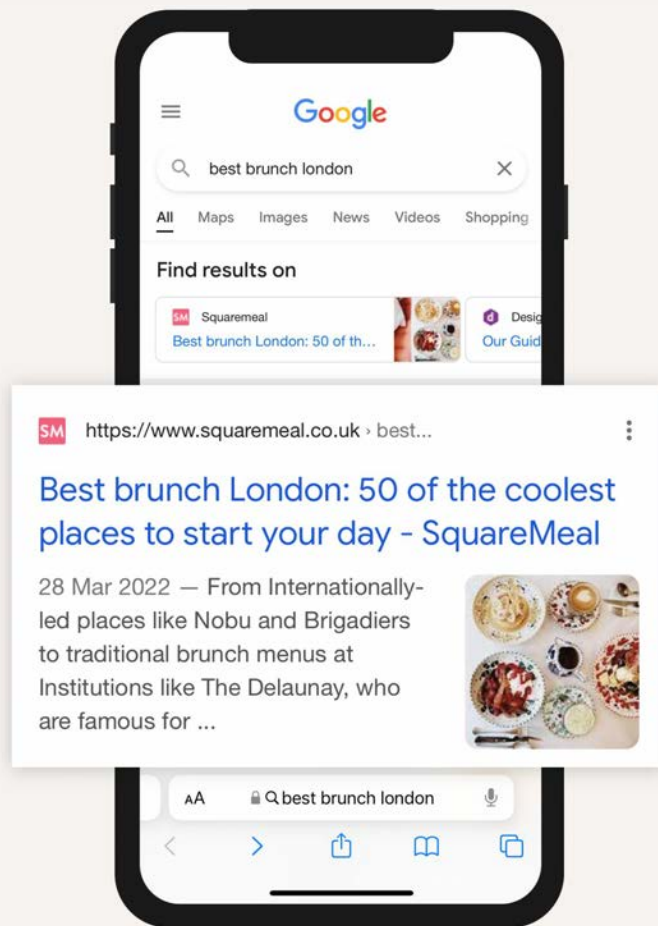 Google
best brunch london
All Maps Images News Videos Shopping
Find results on
SM Squaremeal
Best brunch London: 50 of th...
d Desig
Our Guid
SM https://www.squaremeal.co.uk › best...
Best brunch London: 50 of the coolest
places to start your day - SquareMeal
28 Mar 2022 — From Internationally-
led places like Nobu and Brigadiers
to traditional brunch menus at
Institutions like The Delaunay, who
are famous for ...
AA best brunch london